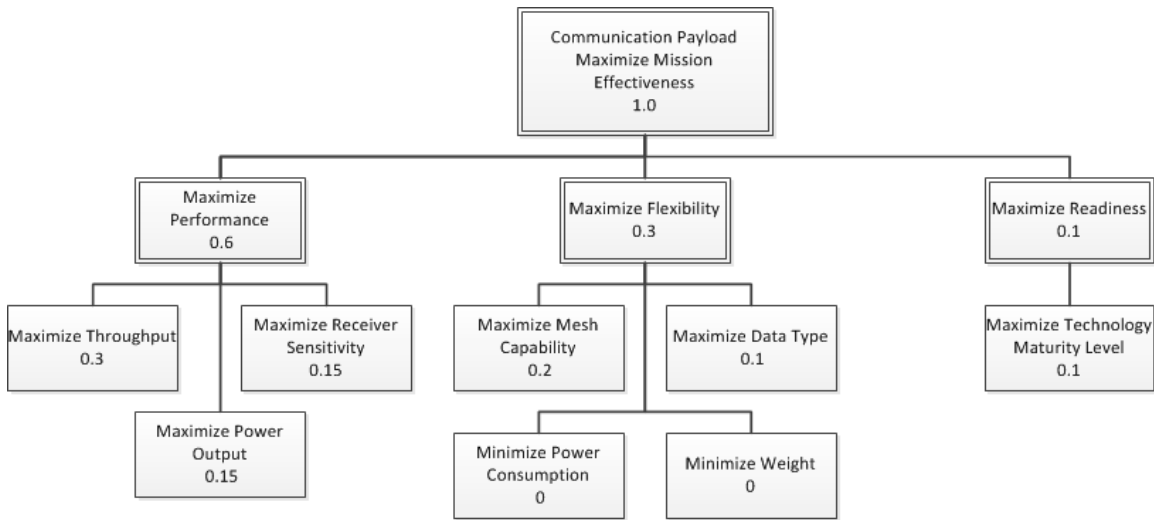 Communication Payload
Maximize Mission
Effectiveness
1.0
Maximize
Performance
0.6
Maximize Flexibility
0.3
Maximize Readiness
0.1
Maximize Throughput
0.3
Maximize Receiver
Sensitivity
0.15
Maximize Mesh
Capability
0.2
Maximize Data Type
0.1
Maximize Technology
Maturity Level
0.1
Maximize Power
Output
0.15
Minimize Power
Consumption
0
Minimize Weight
0